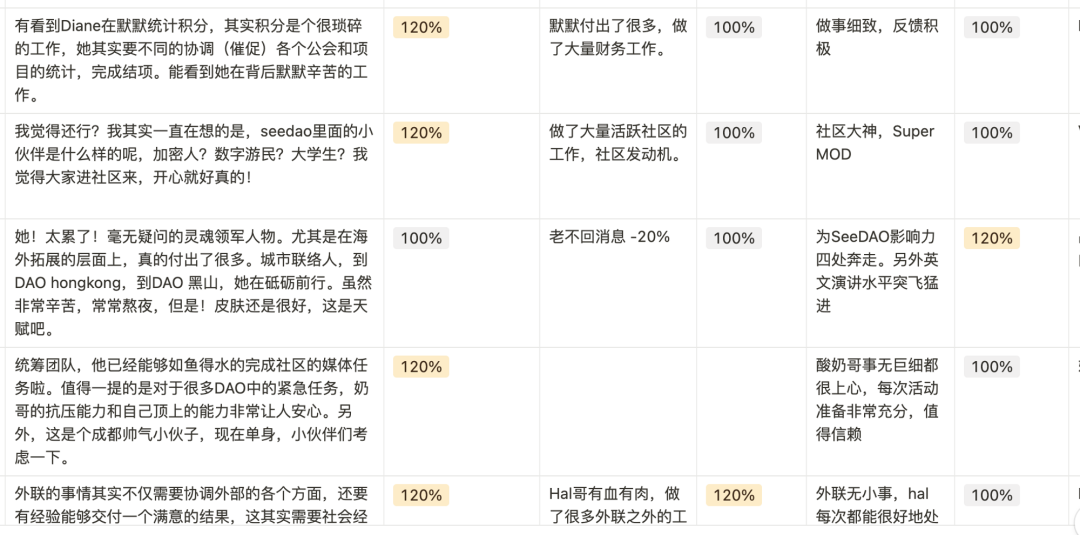 有看到Diane在默默统计积分，其实积分是个很琐碎
的工作，她其实要不同的协调（催促）各个公会和项
目的统计，完成结项。能看到她在背后默默辛苦的工
作。
120%
默默付出了很多，做
了大量财务工作。
100%
做事细致，反馈积
极
100%
我觉得还行？我其实一直在想的是，seedao里面的小
伙伴是什么样的呢，加密人？数字游民？大学生？我
觉得大家进社区来，开心就好真的！
120%
做了大量活跃社区的
工作，社区发动机。
100%
社区大神，Super
MOD
100%
她！太累了！毫无疑问的灵魂领军人物。尤其是在海
外拓展的层面上，真的付出了很多。城市联络人，到
DAO hongkong，到DAO 黑山，她在砥砺前行。虽然
非常辛苦，常常熬夜，但是！皮肤还是很好，这是天
赋吧。
100%
老不回消息 -20%
100%
为SeeDAO影响力
四处奔走。另外英
文演讲水平突飞猛
进
120%
统筹团队，他已经能够如鱼得水的完成社区的媒体任
务啦。值得一提的是对于很多DAO中的紧急任务，奶
哥的抗压能力和自己顶上的能力非常让人安心。另
外，这是个成都帅气小伙子，现在单身，小伙伴们考
虑一下。
120%
酸奶哥事无巨细都
很上心，每次活动
准备非常充分，值
得信赖
100%
外联的事情其实不仅需要协调外部的各个方面，还要
有经验能够交付一个满意的结果，这其实需要社会经
120%
Hal哥有血有肉，做
了很多外联之外的工
120%
外联无小事，hal
每次都能很好地处
100%